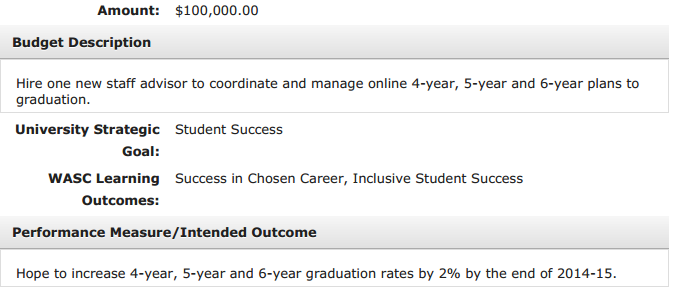 Amount: $100,000.00
Budget Description
Hire one new staff advisor to coordinate and manage online 4-year, 5-year and 6-year plans to
graduation.
University Strategic Goal: Student Success
WASC Learning Outcomes: Success in Chosen Career, Inclusive Student Success
Performance Measure/Intended Outcome
Hope to increase 4-year, 5-year and 6-year graduation rates by 2% by the end of 2014-15.